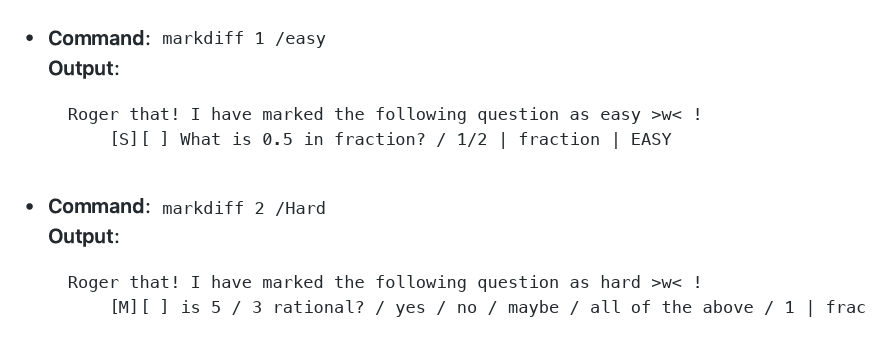 • Command: markdiff 1 /easy
Output:
Roger that! I have marked the following question as easy >w< !
[S][ ] What is 0.5 in fraction? / 1/2 | fraction | EASY
• Command: markdiff 2 /Hard
Output:
Roger that! I have marked the following question as hard >w< !
[M][ ] is 5 / 3 rational? / yes / no / maybe / all of the above / 1 | frac